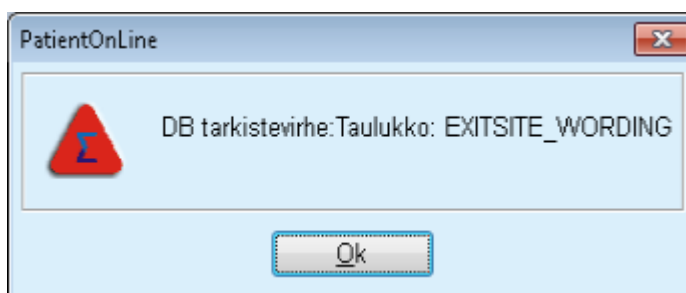 PatientOnLine
DB tarkistevirhe:Taulukko: EXITSITE_WORDING
Σ
Ok